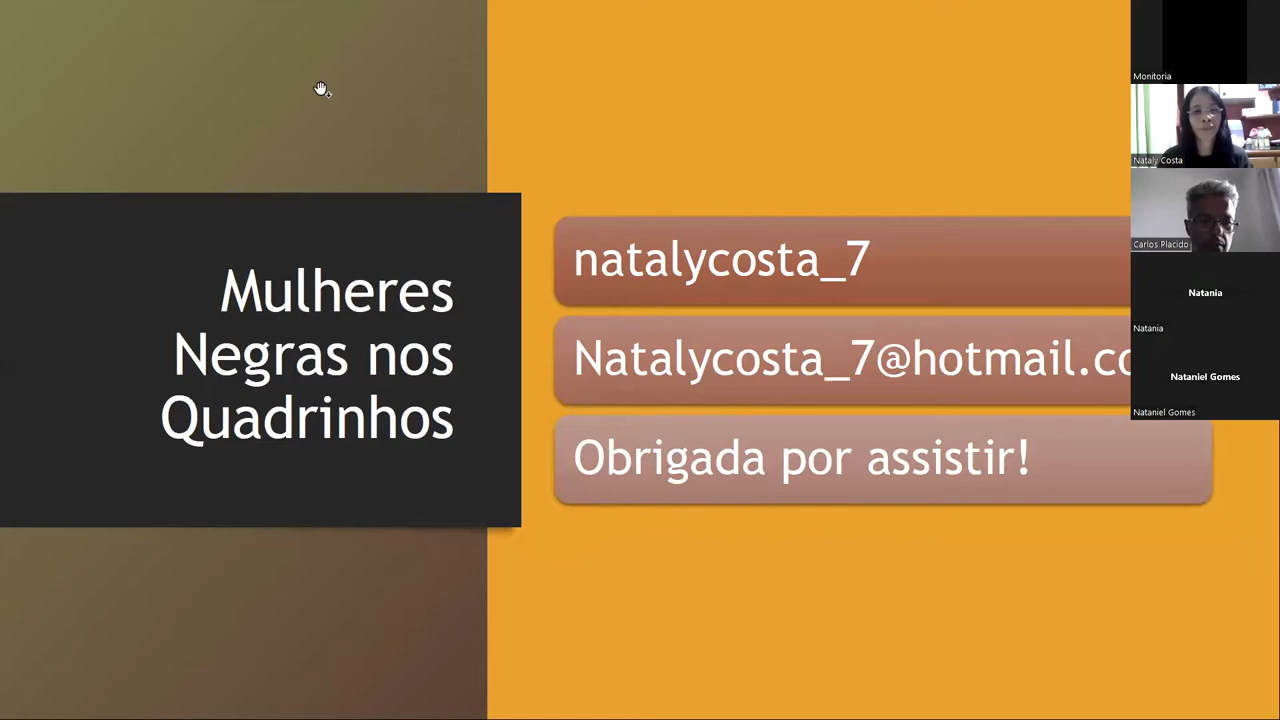 Mulheres
Negras nos
Quadrinhos
natalycosta_7
Natalycosta_7@hotmail.co
Obrigada por assistir!
Monitoria
Nataly Costa
Carlos Placido
Natania
Natania
Nataniel Gomes
Nataniel Gomes